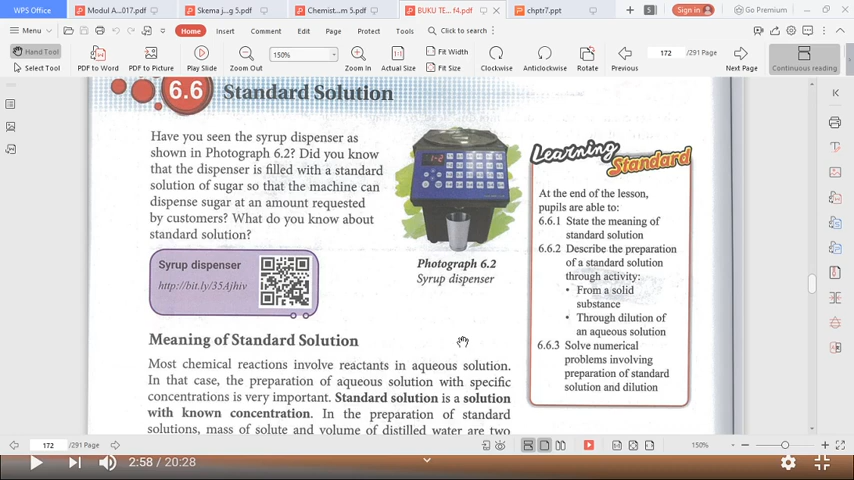 WPS Office
Modul A...017.pdf
Skema j...g 5.pdf
Chemist...m 5.pdf
BUKU TE... f4.pdf
chptr7.ppt
5
Sign in
Go Premium
Menu
Home
Insert
Comment
Edit
Page
Protect
Tools
Click to search
Hand Tool
Select Tool
PDF to Word
PDF to Picture
Play Slide
150%
Zoom Out
Zoom In
Actual Size
Fit Width
Fit Size
Clockwise
Anticlockwise
Rotate
172
/291 Page
Previous
Next Page
Continuous reading
6.6 Standard Solution
Have you seen the syrup dispenser as
shown in Photograph 6.2? Did you know
that the dispenser is filled with a standard
solution of sugar so that the machine can
dispense sugar at an amount requested
by customers? What do you know about
standard solution?
Syrup dispenser
http://bit.ly/35Ajhiv
Photograph 6.2
Syrup dispenser
Learning
Standard
At the end of the lesson,
pupils are able to:
6.6.1 State the meaning of
standard solution
6.6.2 Describe the preparation
of a standard solution
through activity:
• From a solid
substance
• Through dilution of
an aqueous solution
6.6.3 Solve numerical
problems involving
preparation of standard
solution and dilution
Meaning of Standard Solution
Most chemical reactions involve reactants in aqueous solution.
In that case, the preparation of aqueous solution with specific
concentrations is very important. Standard solution is a solution
with known concentration. In the preparation of standard
solutions, mass of solute and volume of distilled water are two
172
/291 Page
150%
2:58 / 20:28